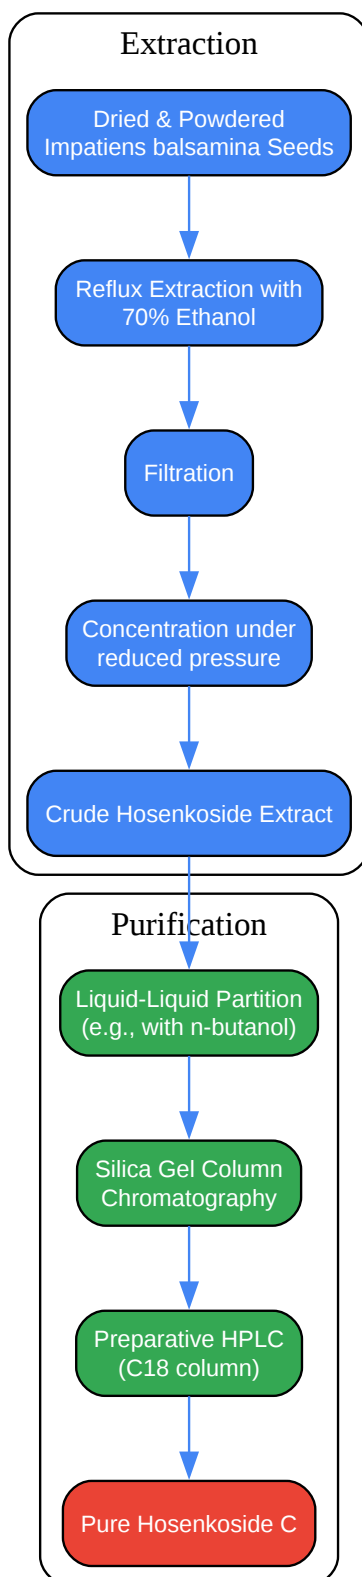 Extraction
Dried & Powdered
Impatiens balsamina Seeds
Reflux Extraction with
70% Ethanol
Filtration
Concentration under
reduced pressure
Crude Hosenkoside Extract
Purification
Liquid-Liquid Partition
(e.g., with n-butanol)
Silica Gel Column
Chromatography
Preparative HPLC
(C18 column)
Pure Hosenkoside C